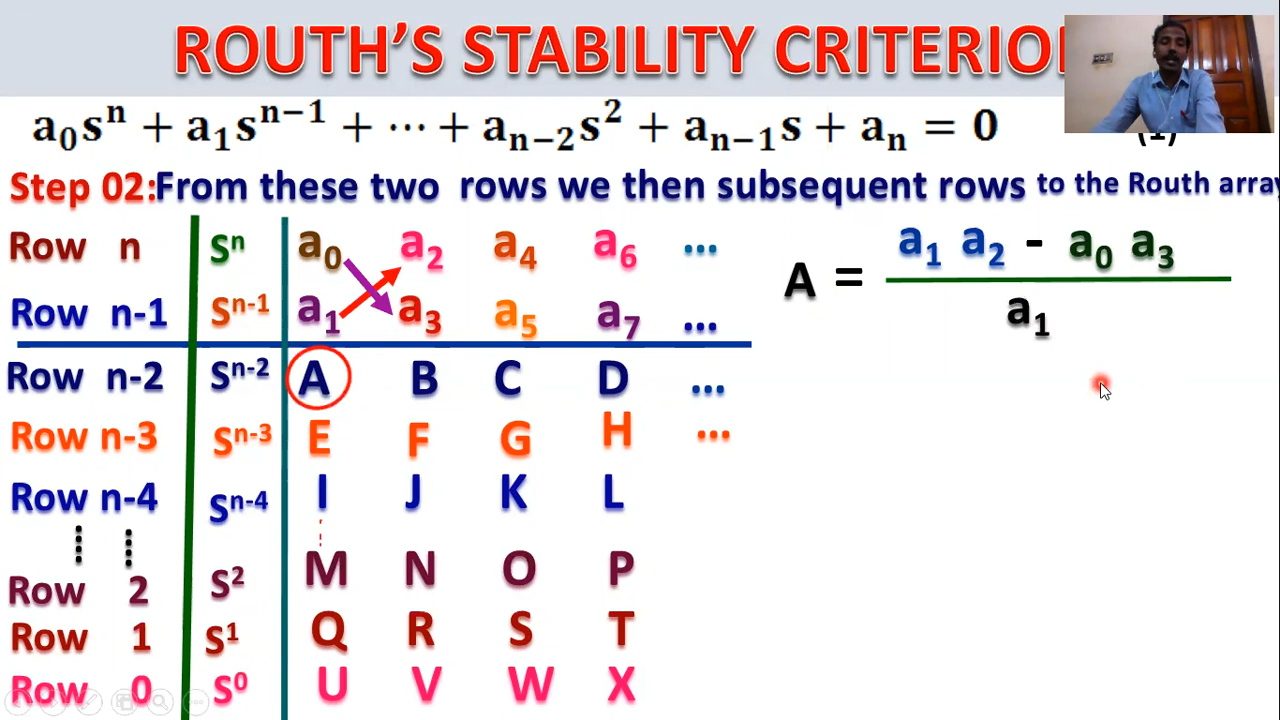 ROUTH'S STABILITY CRITERIO
a₀sⁿ + a₁sⁿ⁻¹ + ⋯ + aₙ₋₂s² + aₙ₋₁s + aₙ = 0 (1)
Step 02:From these two rows we then subsequent rows to the Routh array
Row n Sⁿ a₀ a₂ a₄ a₆ ...
Row n-1 Sⁿ⁻¹ a₁ a₃ a₅ a₇ ...
Row n-2 Sⁿ⁻² A B C D ...
Row n-3 Sⁿ⁻³ E F G H ...
Row n-4 Sⁿ⁻⁴ I J K L
Row 2 S² M N O P
Row 1 S¹ Q R S T
Row 0 S⁰ U V W X
a₁ a₂ - a₀ a₃
A =
a₁